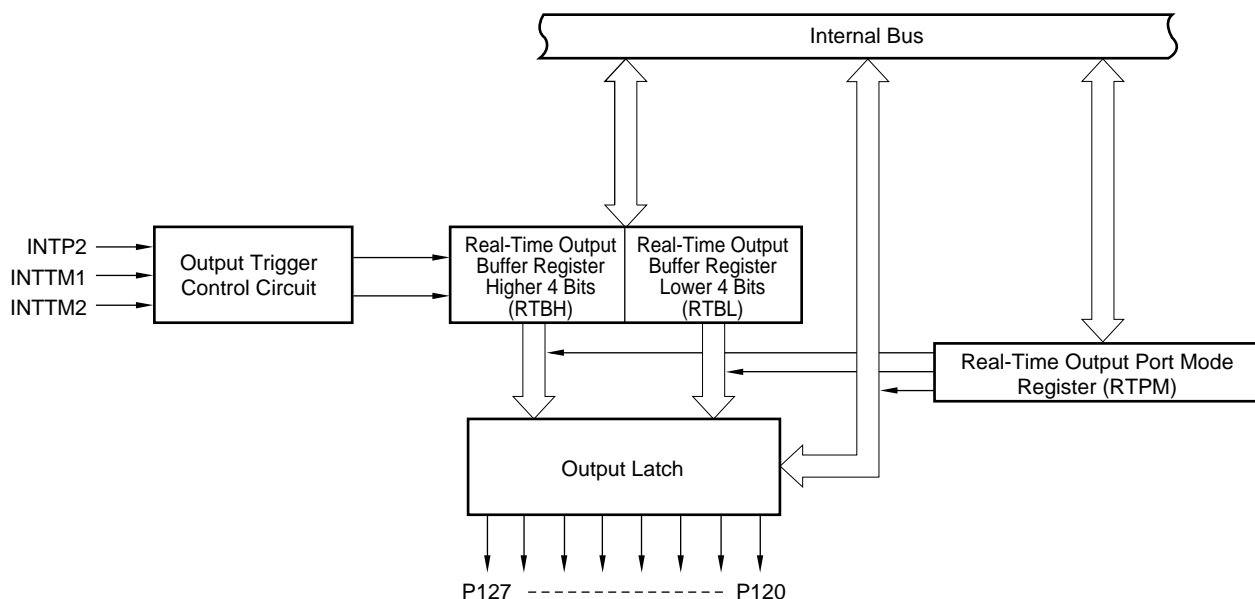 Internal Bus
INTP2
INTTM1
INTTM2
Output Trigger
Control Circuit
Real-Time Output
Buffer Register
Higher 4 Bits
(RTBH)
Real-Time Output
Buffer Register
Lower 4 Bits
(RTBL)
Real-Time Output Port Mode
Register (RTPM)
Output Latch
P127
P120